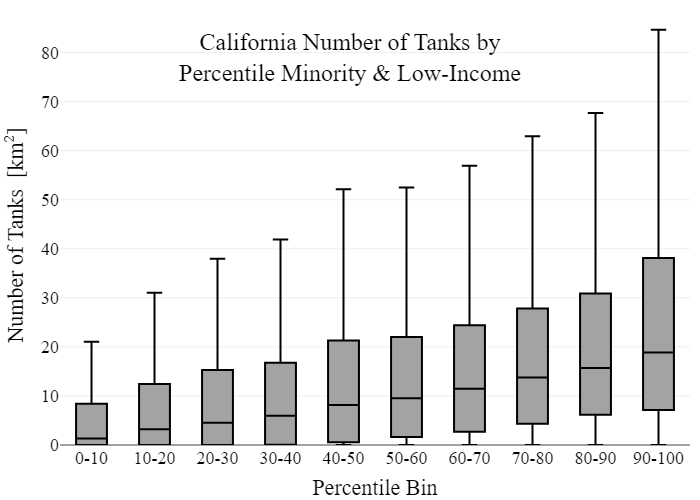 California Number of Tanks by
Percentile Minority & Low-Income
Number of Tanks [km²]
80
70
60
50
40
30
20
10
0
0-10 10-20 20-30 30-40 40-50 50-60 60-70 70-80 80-90 90-100
Percentile Bin